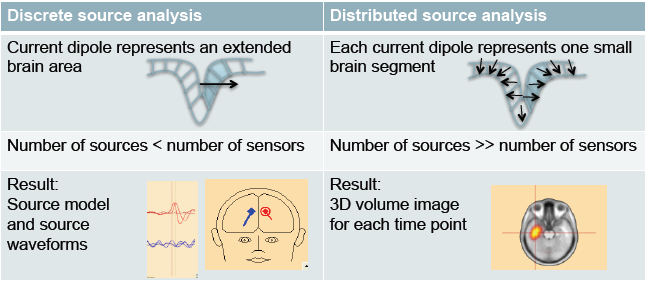 Discrete source analysis
Distributed source analysis
Current dipole represents an extended
brain area
Each current dipole represents one small
brain segment
Number of sources < number of sensors
Number of sources >> number of sensors
Result:
Source model
and source
waveforms
Result:
3D volume image
for each time point